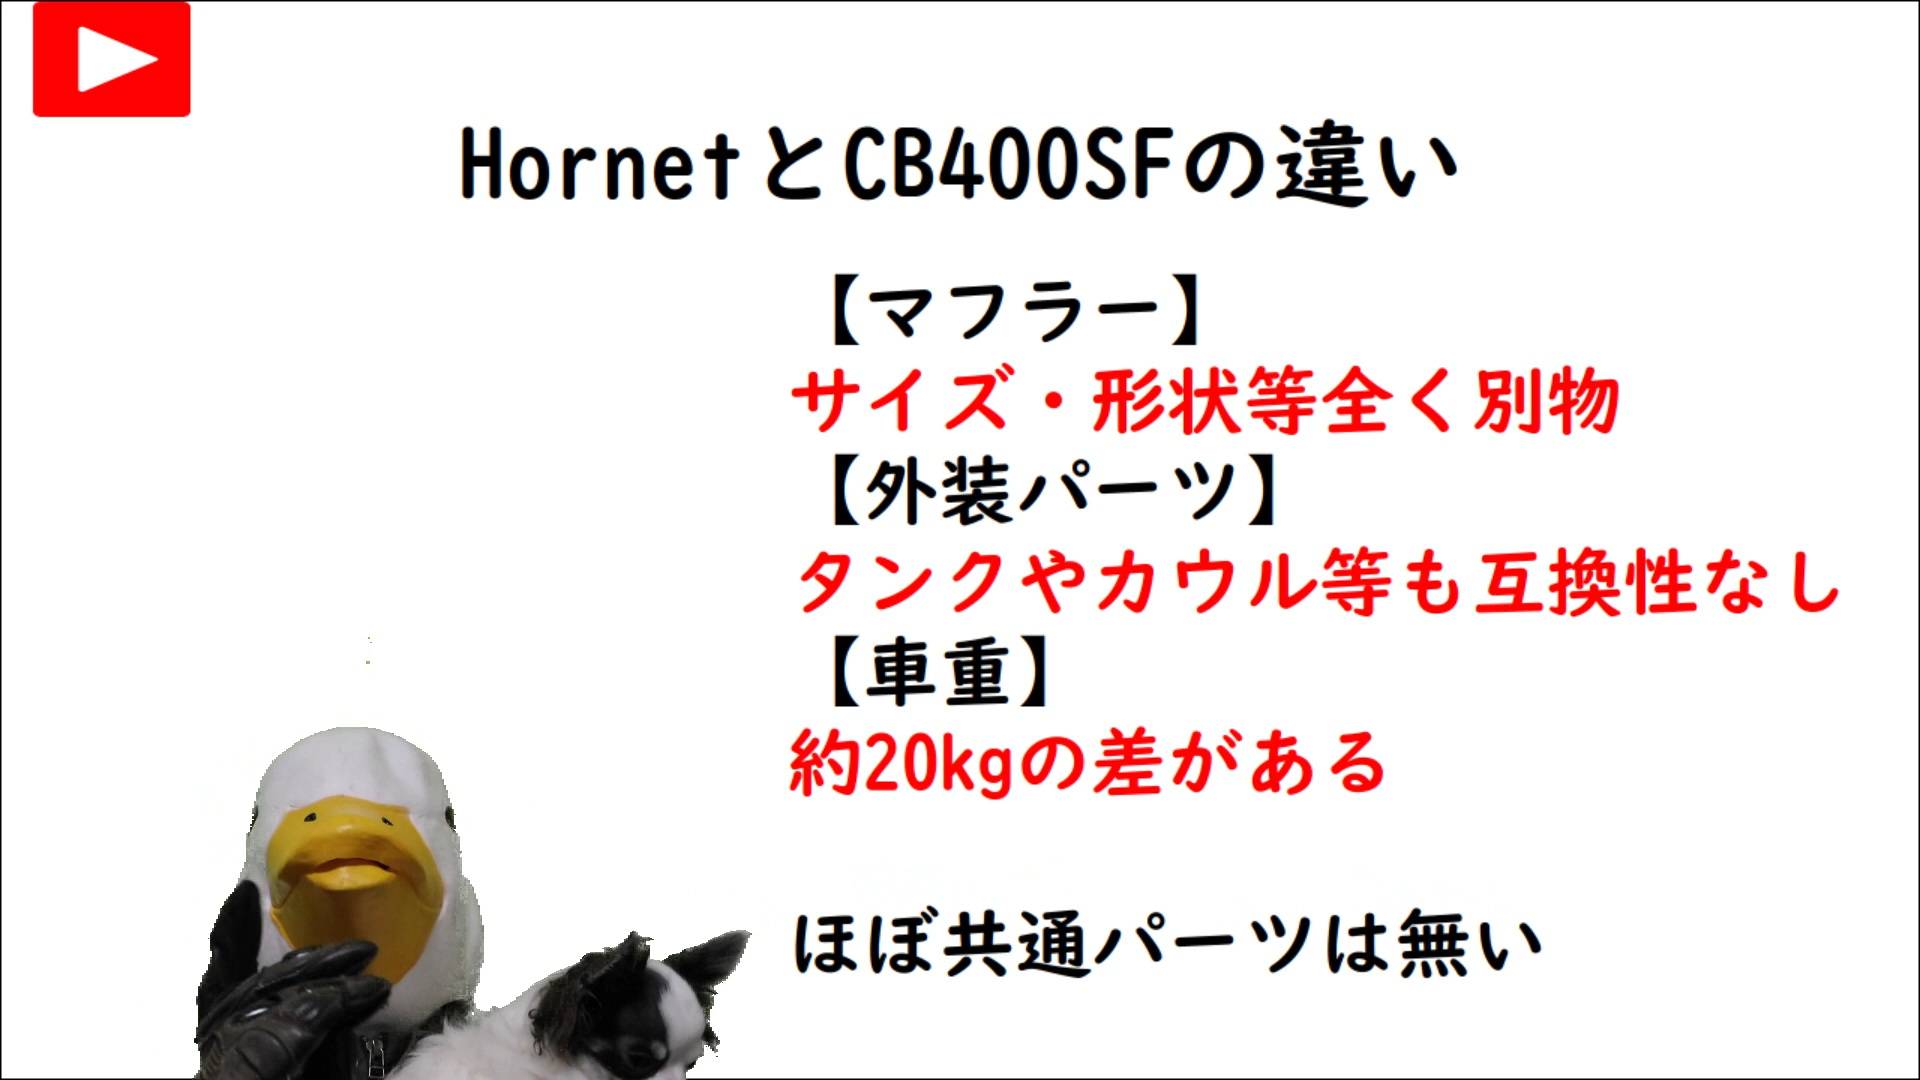 HornetとCB400SFの違い
【マフラー】
サイズ・形状等全く別物
【外装パーツ】
タンクやカウル等も互換性なし
【車重】
約20kgの差がある
ほぼ共通パーツは無い